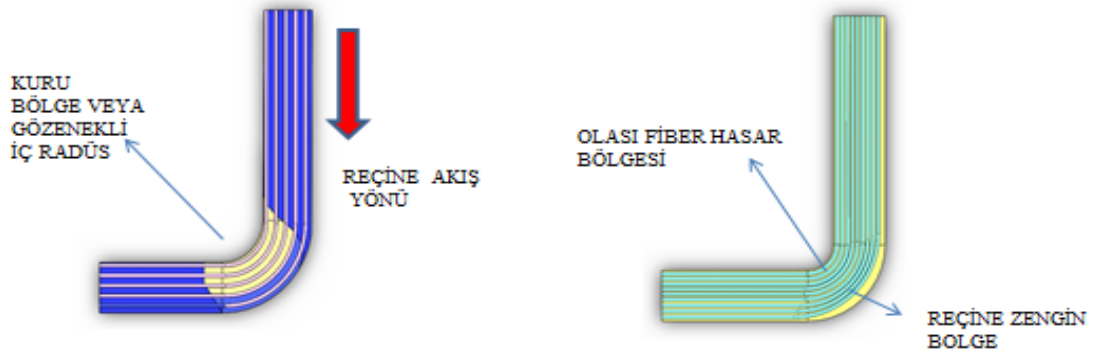 KURU
BÖLGE VEYA
GÖZENEKLİ
İÇ RADÜS
REÇİNE AKIŞ
YÖNÜ
OLASI FİBER HASAR
BÖLGESİ
REÇİNE ZENGİN
BOLGE